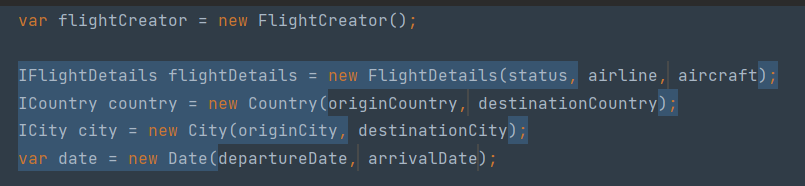 var flightCreator = new FlightCreator();
IFlightDetails flightDetails = new FlightDetails(status, airline, aircraft);
ICountry country = new Country(originCountry, destinationCountry);
ICity city = new City(originCity, destinationCity);
var date = new Date(departureDate, arrivalDate);